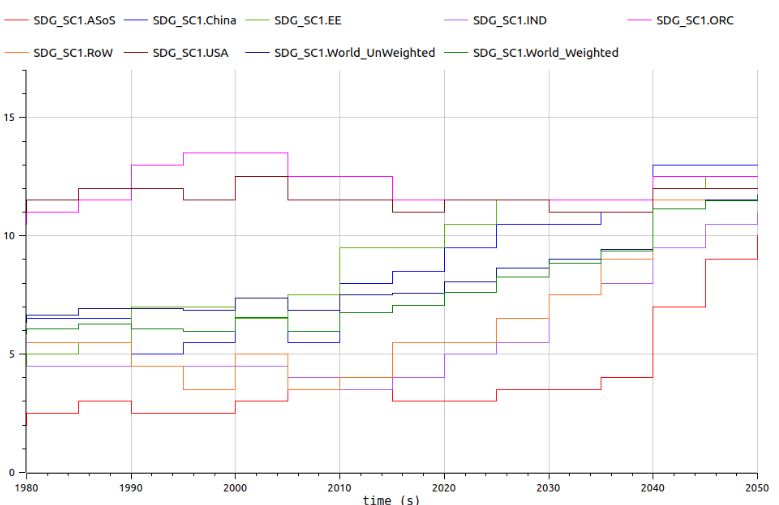 SDG_SC1.ASoS SDG_SC1.China SDG_SC1.EE SDG_SC1.IND SDG_SC1.ORC
SDG_SC1.RoW SDG_SC1.USA SDG_SC1.World_UnWeighted SDG_SC1.World_Weighted
15
10
5
0
1980 1990 2000 2010 2020 2030 2040 2050
time (s)